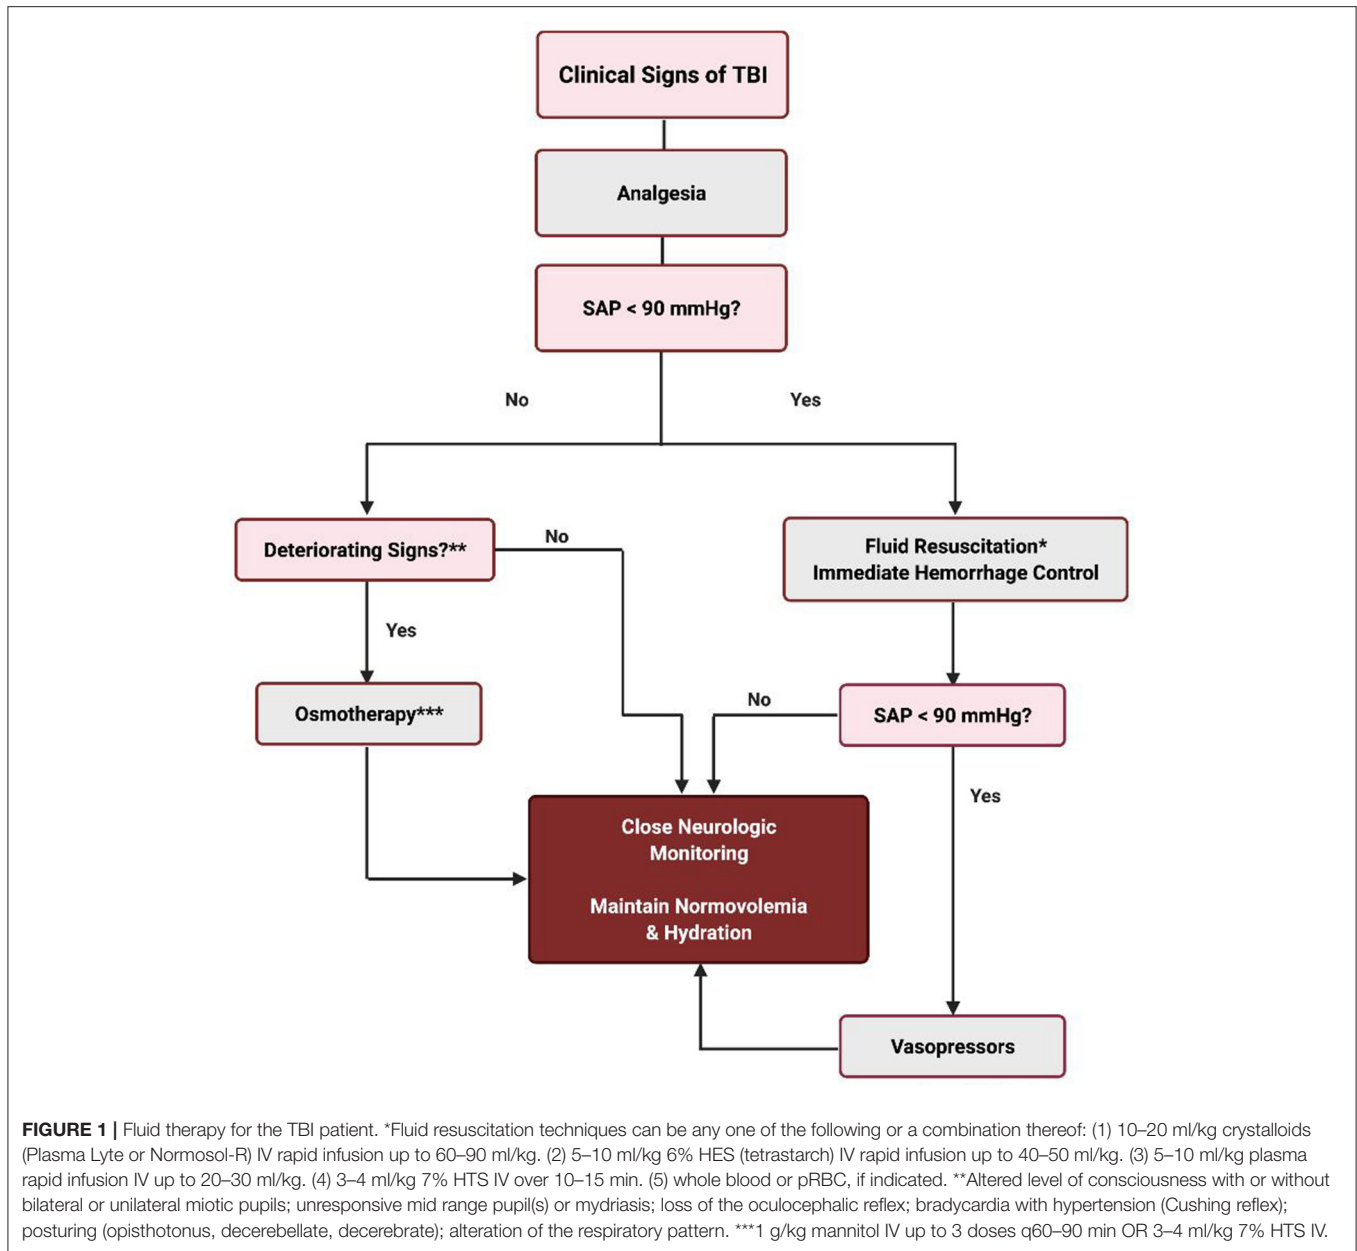 Clinical Signs of TBI
Analgesia
SAP < 90 mmHg?
No
Yes
Deteriorating Signs?**
No
Fluid Resuscitation*
Immediate Hemorrhage Control
Yes
Osmotherapy***
No
SAP < 90 mmHg?
Yes
Close Neurologic
Monitoring
Maintain Normovolemia
& Hydration
Vasopressors
FIGURE 1 | Fluid therapy for the TBI patient. *Fluid resuscitation techniques can be any one of the following or a combination thereof: (1) 10–20 ml/kg crystalloids
(Plasma Lyte or Normosol-R) IV rapid infusion up to 60–90 ml/kg. (2) 5–10 ml/kg 6% HES (tetrastarch) IV rapid infusion up to 40–50 ml/kg. (3) 5–10 ml/kg plasma
rapid infusion IV up to 20–30 ml/kg. (4) 3–4 ml/kg 7% HTS IV over 10–15 min. (5) whole blood or pRBC, if indicated. **Altered level of consciousness with or without
bilateral or unilateral miotic pupils; unresponsive mid range pupil(s) or mydriasis; loss of the oculocephalic reflex; bradycardia with hypertension (Cushing reflex);
posturing (opisthotonus, decerebellate, decerebrate); alteration of the respiratory pattern. ***1 g/kg mannitol IV up to 3 doses q60–90 min OR 3–4 ml/kg 7% HTS IV.